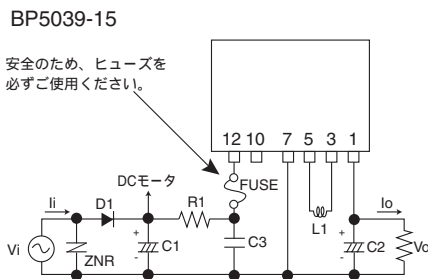 BP5039-15
安全のため、ヒューズを
必ずご使用ください。
12 10 7 5 3 1
DCモータ
FUSE
Ii
D1
R1
L1
Io
Vi
ZNR
+
C1
-
C3
+
C2
-
Vo